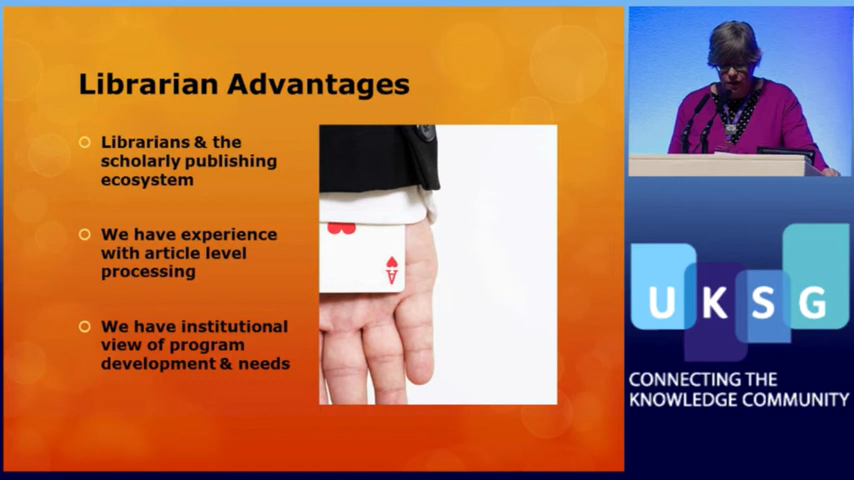 Librarian Advantages
Librarians & the
scholarly publishing
ecosystem
We have experience
with article level
processing
We have institutional
view of program
development & needs
A
UKSG
CONNECTING THE
KNOWLEDGE COMMUNITY